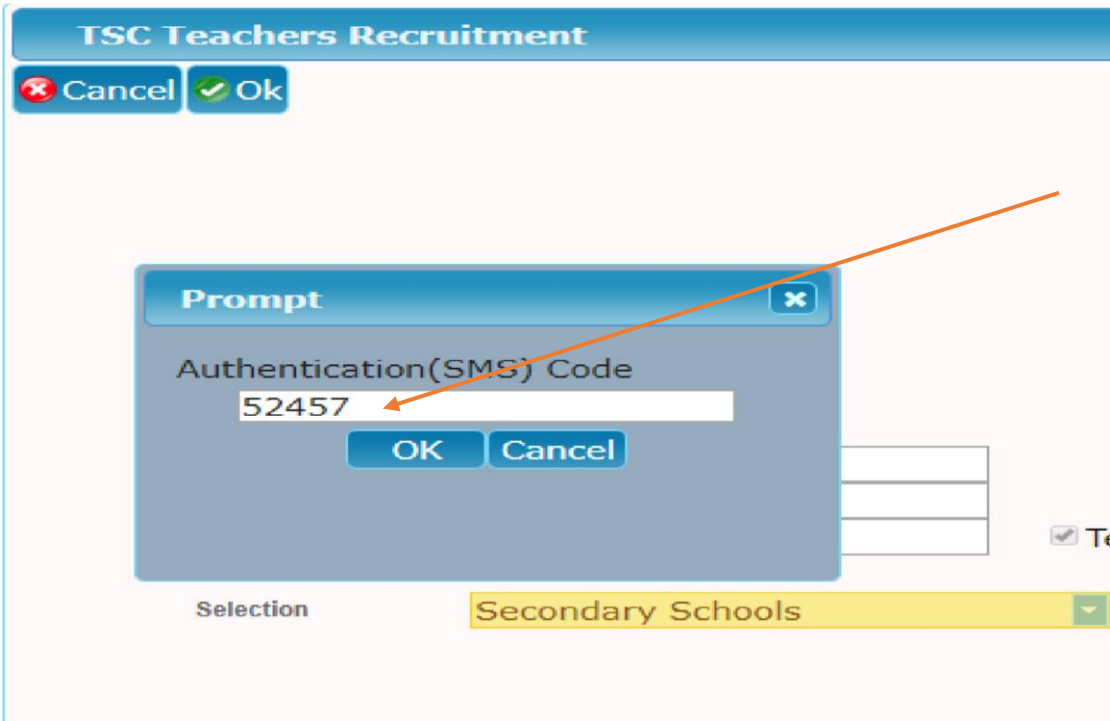 TSC Teachers Recruitment
Cancel Ok
Prompt
Authentication(SMS) Code
52457
OK Cancel
Selection Secondary Schools